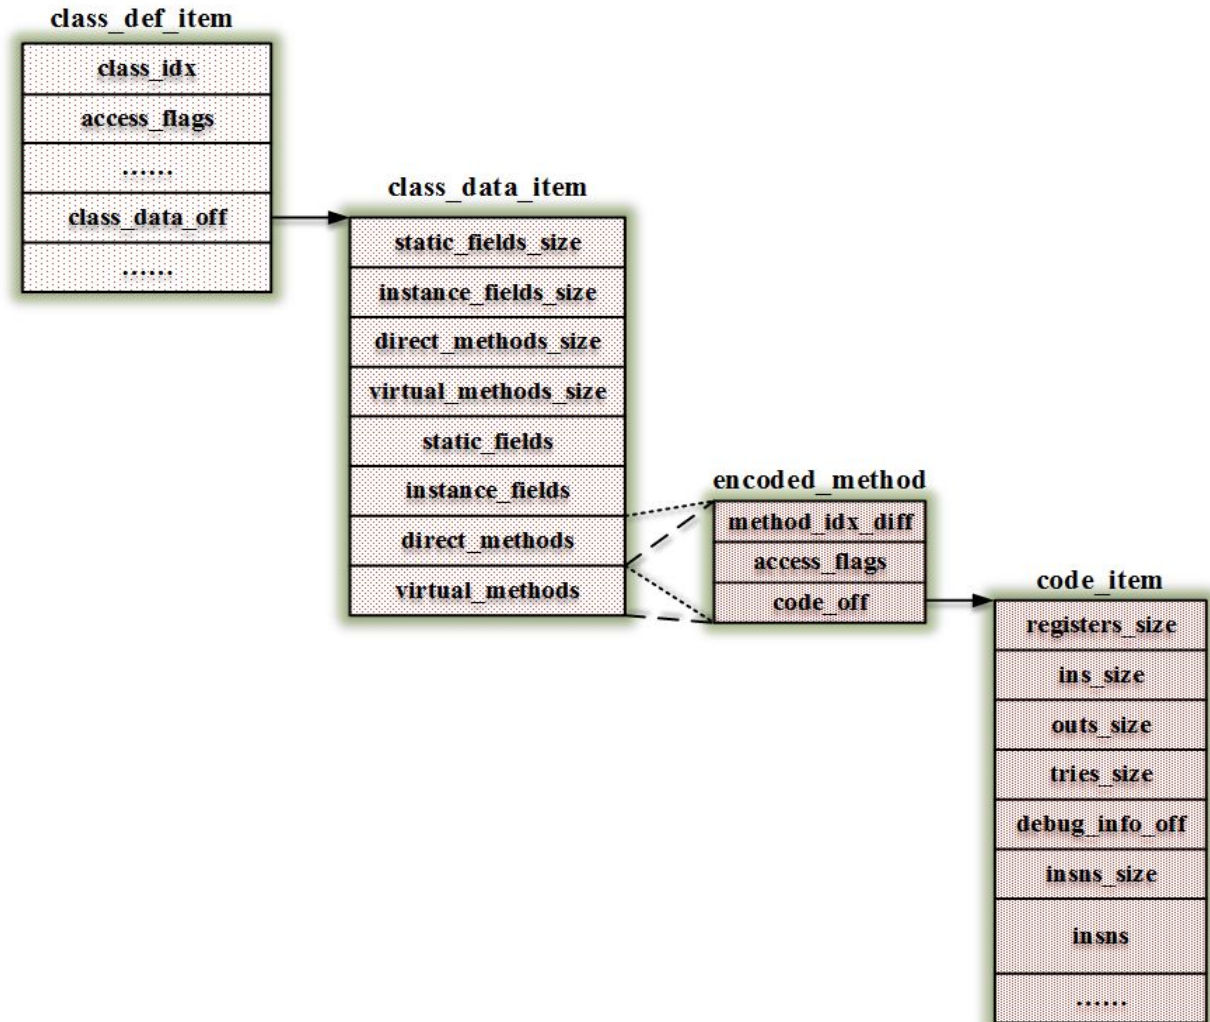 class_def_item
class_idx
access_flags
......
class_data_off
......
class_data_item
static_fields_size
instance_fields_size
direct_methods_size
virtual_methods_size
static_fields
instance_fields
direct_methods
virtual_methods
encoded_method
method_idx_diff
access_flags
code_off
code_item
registers_size
ins_size
outs_size
tries_size
debug_info_off
insns_size
insns
......